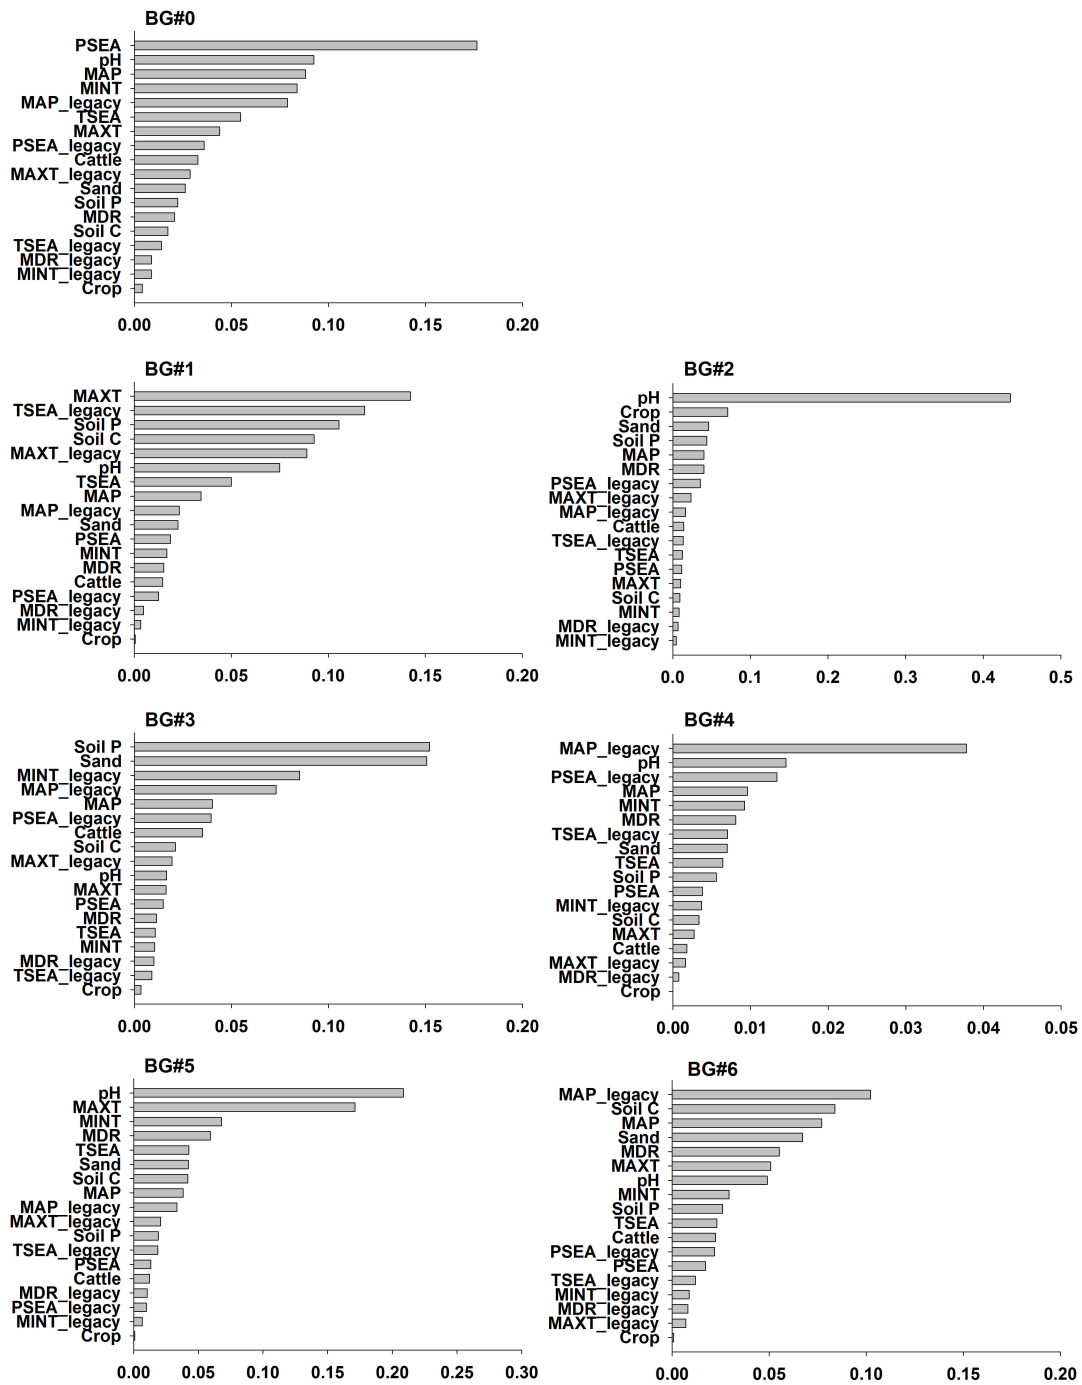 BG#0
PSEA
pH
MAP
MINT
MAP_legacy
TSEA
MAXT
PSEA_legacy
Cattle
MAXT_legacy
Sand
Soil P
MDR
Soil C
TSEA_legacy
MDR_legacy
MINT_legacy
Crop
0.00 0.05 0.10 0.15 0.20
BG#1
MAXT
TSEA_legacy
Soil P
Soil C
MAXT_legacy
pH
TSEA
MAP
MAP_legacy
Sand
PSEA
MINT
MDR
Cattle
PSEA_legacy
MDR_legacy
MINT_legacy
Crop
0.00 0.05 0.10 0.15 0.20
BG#2
pH
Crop
Sand
Soil P
MAP
MDR
PSEA_legacy
MAXT_legacy
MAP_legacy
Cattle
TSEA_legacy
TSEA
PSEA
MAXT
Soil C
MINT
MDR_legacy
MINT_legacy
0.0 0.1 0.2 0.3 0.4 0.5
BG#3
Soil P
Sand
MINT_legacy
MAP_legacy
MAP
PSEA_legacy
Cattle
Soil C
MAXT_legacy
pH
MAXT
PSEA
MDR
TSEA
MINT
MDR_legacy
TSEA_legacy
Crop
0.00 0.05 0.10 0.15 0.20
BG#4
MAP_legacy
pH
PSEA_legacy
MAP
MINT
MDR
TSEA_legacy
Sand
TSEA
Soil P
PSEA
MINT_legacy
Soil C
MAXT
Cattle
MAXT_legacy
MDR_legacy
Crop
0.00 0.01 0.02 0.03 0.04 0.05
BG#5
pH
MAXT
MINT
MDR
TSEA
Sand
Soil C
MAP
MAP_legacy
MAXT_legacy
Soil P
TSEA_legacy
PSEA
Cattle
MDR_legacy
PSEA_legacy
MINT_legacy
Crop
0.00 0.05 0.10 0.15 0.20 0.25 0.30
BG#6
MAP_legacy
Soil C
MAP
Sand
MDR
MAXT
pH
MINT
Soil P
TSEA
Cattle
PSEA_legacy
PSEA
TSEA_legacy
MINT_legacy
MDR_legacy
MAXT_legacy
Crop
0.00 0.05 0.10 0.15 0.20